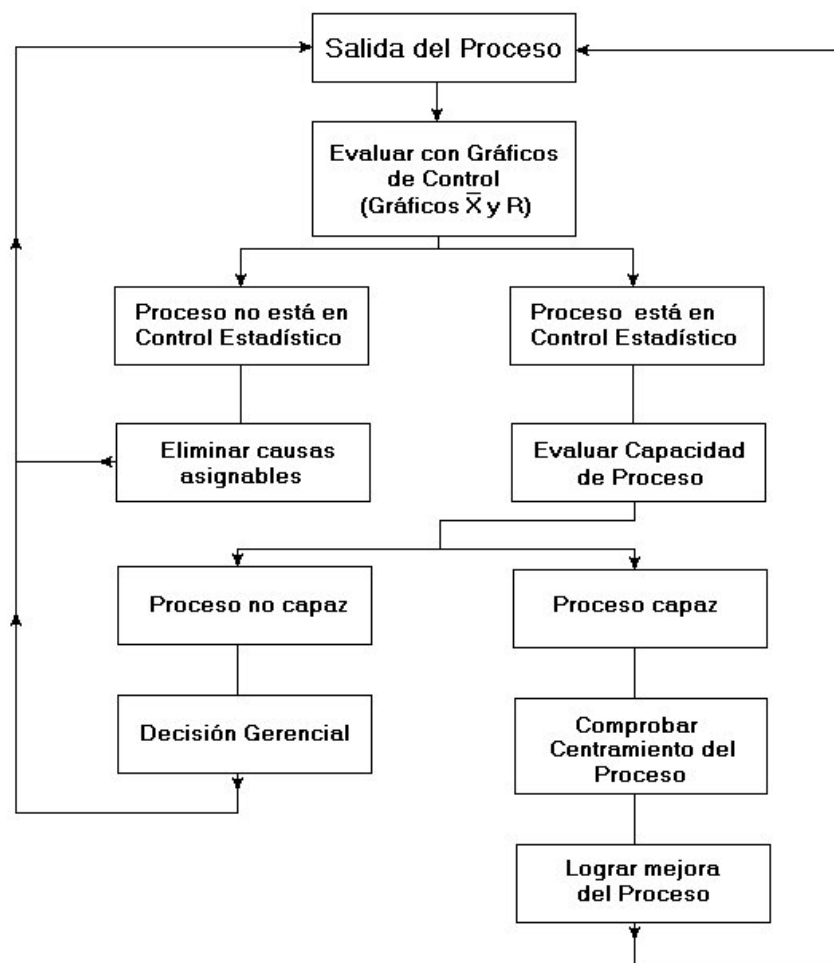 Salida del Proceso
Evaluar con Gráficos
de Control
(Gráficos X̅ y R)
Proceso no está en
Control Estadístico
Proceso está en
Control Estadístico
Eliminar causas
asignables
Evaluar Capacidad
de Proceso
Proceso no capaz
Proceso capaz
Decisión Gerencial
Comprobar
Centramiento del
Proceso
Lograr mejora
del Proceso